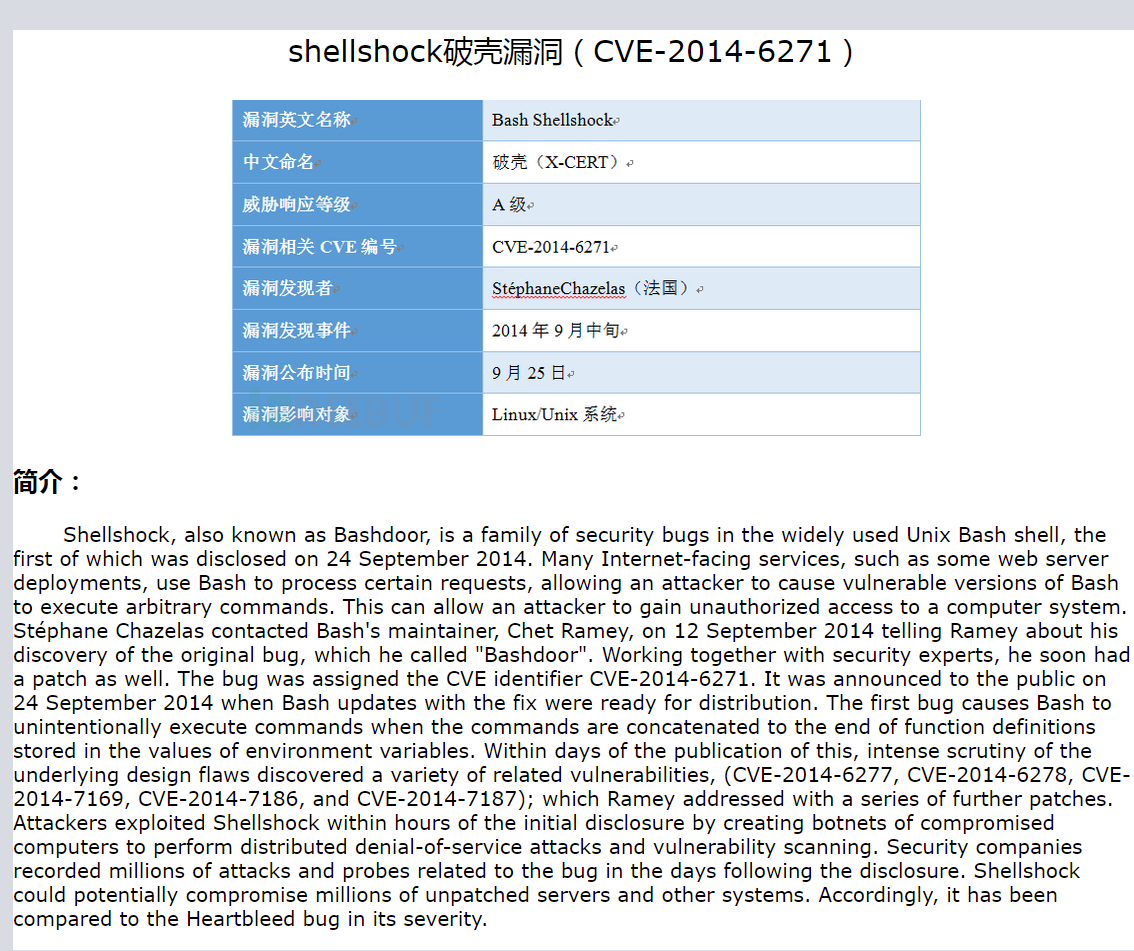 shellshock破壳漏洞（CVE-2014-6271）
漏洞英文名称 Bash Shellshock
中文命名 破壳（X-CERT）
威胁响应等级 A 级
漏洞相关 CVE 编号 CVE-2014-6271
漏洞发现者 StéphaneChazelas（法国）
漏洞发现事件 2014 年 9 月中旬
漏洞公布时间 9 月 25 日
漏洞影响对象 Linux/Unix 系统
简介：
Shellshock, also known as Bashdoor, is a family of security bugs in the widely used Unix Bash shell, the
first of which was disclosed on 24 September 2014. Many Internet-facing services, such as some web server
deployments, use Bash to process certain requests, allowing an attacker to cause vulnerable versions of Bash
to execute arbitrary commands. This can allow an attacker to gain unauthorized access to a computer system.
Stéphane Chazelas contacted Bash's maintainer, Chet Ramey, on 12 September 2014 telling Ramey about his
discovery of the original bug, which he called "Bashdoor". Working together with security experts, he soon had
a patch as well. The bug was assigned the CVE identifier CVE-2014-6271. It was announced to the public on
24 September 2014 when Bash updates with the fix were ready for distribution. The first bug causes Bash to
unintentionally execute commands when the commands are concatenated to the end of function definitions
stored in the values of environment variables. Within days of the publication of this, intense scrutiny of the
underlying design flaws discovered a variety of related vulnerabilities, (CVE-2014-6277, CVE-2014-6278, CVE-
2014-7169, CVE-2014-7186, and CVE-2014-7187); which Ramey addressed with a series of further patches.
Attackers exploited Shellshock within hours of the initial disclosure by creating botnets of compromised
computers to perform distributed denial-of-service attacks and vulnerability scanning. Security companies
recorded millions of attacks and probes related to the bug in the days following the disclosure. Shellshock
could potentially compromise millions of unpatched servers and other systems. Accordingly, it has been
compared to the Heartbleed bug in its severity.